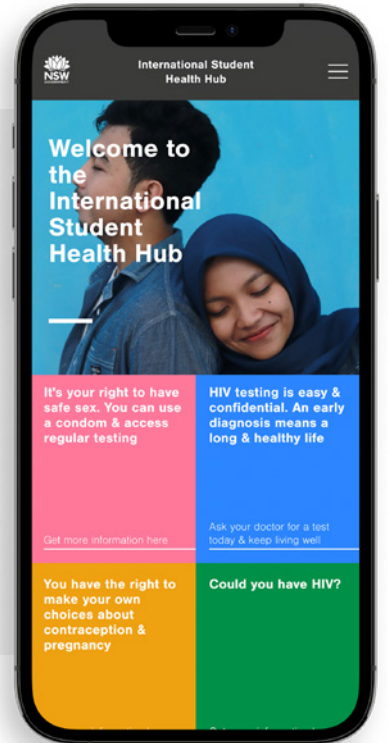 NSW
GOVERNMENT
International Student
Health Hub
Welcome to
the
International
Student
Health Hub
It's your right to have
safe sex. You can use
a condom & access
regular testing
Get more information here
HIV testing is easy &
confidential. An early
diagnosis means a
long & healthy life
Ask your doctor for a test
today & keep living well
You have the right to
make your own
choices about
contraception &
pregnancy
Could you have HIV?